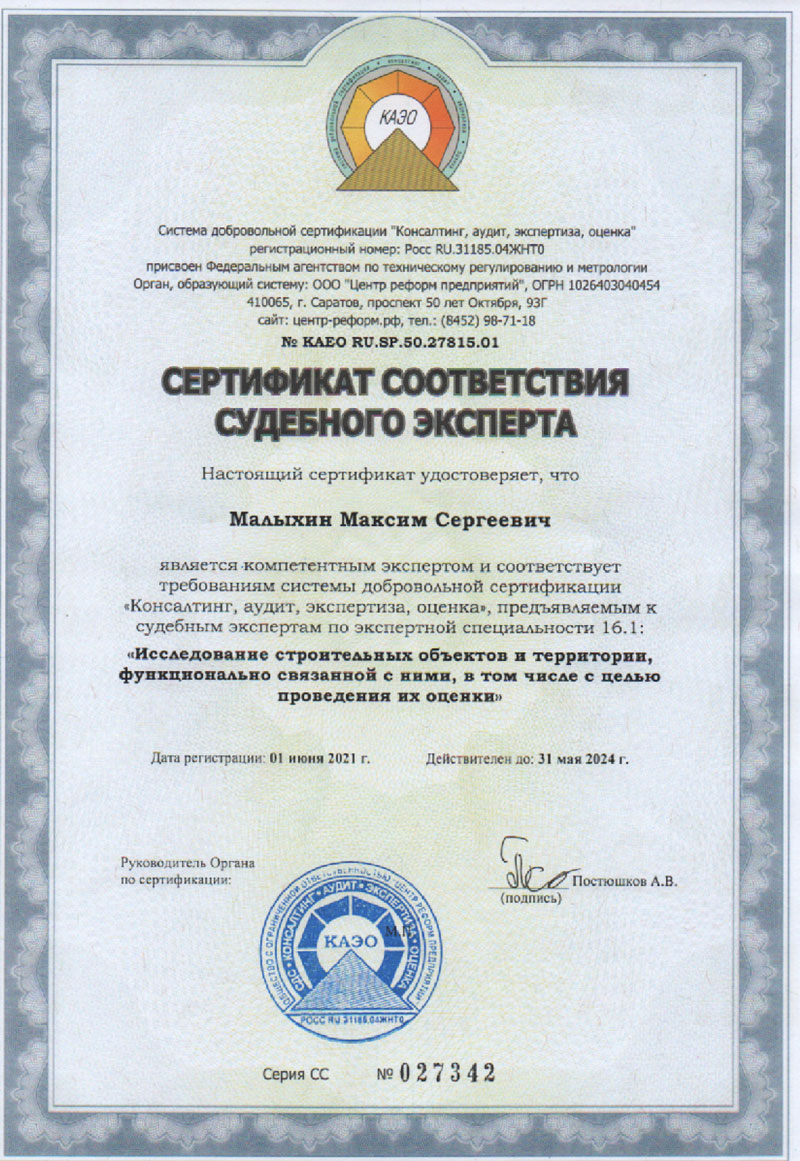 КАЭО
Система добровольной сертификации "Консалтинг, аудит, экспертиза, оценка"
регистрационный номер: Росс RU.31185.04ЖНТ0
присвоен Федеральным агентством по техническому регулированию и метрологии
Орган, образующий систему: ООО "Центр реформ предприятий", ОГРН 1026403040454
410065, г. Саратов, проспект 50 лет Октября, 93Г
сайт: центр-реформ.рф, тел.: (8452) 98-71-18
№ КАЕО RU.SP.50.27815.01
СЕРТИФИКАТ СООТВЕТСТВИЯ
СУДЕБНОГО ЭКСПЕРТА
Настоящий сертификат удостоверяет, что
Малыхин Максим Сергеевич
является компетентным экспертом и соответствует
требованиям системы добровольной сертификации
«Консалтинг, аудит, экспертиза, оценка», предъявляемым к
судебным экспертам по экспертной специальности 16.1:
«Исследование строительных объектов и территории,
функционально связанной с ними, в том числе с целью
проведения их оценки»
Дата регистрации: 01 июня 2021 г. Действителен до: 31 мая 2024 г.
Руководитель Органа
по сертификации:
Постюшков А.В.
(подпись)
М.П.
ОБЩЕСТВО С ОГРАНИЧЕННОЙ ОТВЕТСТВЕННОСТЬЮ "ЦЕНТР РЕФОРМ ПРЕДПРИЯТИЙ"
СДС "КОНСАЛТИНГ • АУДИТ • ЭКСПЕРТИЗА • ОЦЕНКА
КАЭО
РОСС RU 31185.04ЖНТ0
Серия СС № 027342